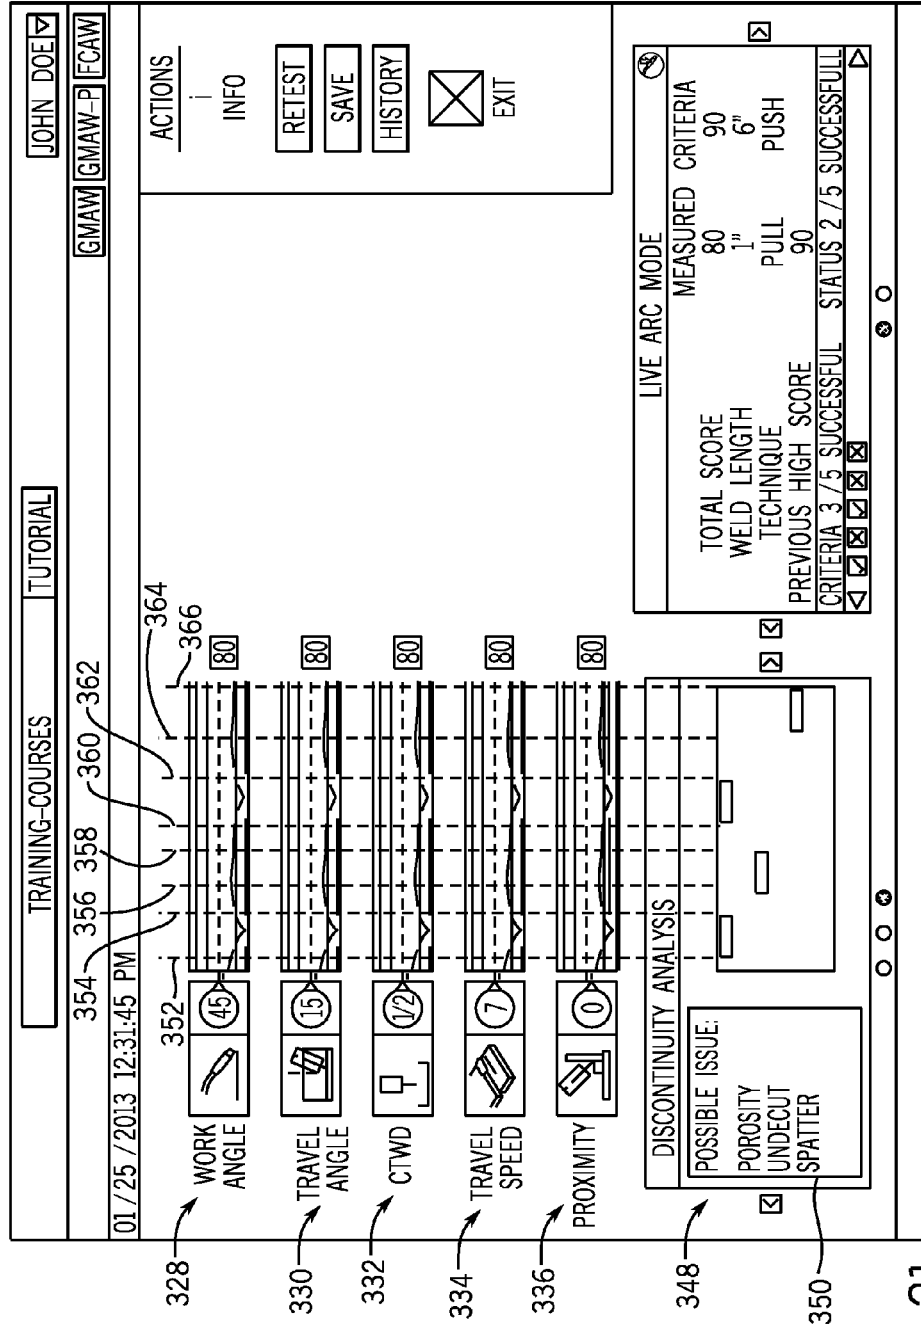 TRAINING-COURSES
TUTORIAL
JOHN DOE
GMAW
GMAW-P
FCAW
01 / 25 / 2013 12:31:45 PM
354
356
358
360
362
364
366
352
328
WORK
ANGLE
45
80
330
TRAVEL
ANGLE
15
80
332
CTWD
1/2
80
334
TRAVEL
SPEED
7
80
336
PROXIMITY
0
80
ACTIONS
i
INFO
RETEST
SAVE
HISTORY
EXIT
348
DISCONTINUITY ANALYSIS
POSSIBLE ISSUE:
POROSITY
UNDECUT
SPATTER
350
LIVE ARC MODE
MEASURED CRITERIA
TOTAL SCORE 80 90
WELD LENGTH 1" 6"
TECHNIQUE PULL PUSH
PREVIOUS HIGH SCORE 90
CRITERIA 3 /5 SUCCESSFUL STATUS 2 /5 SUCCESSFULL